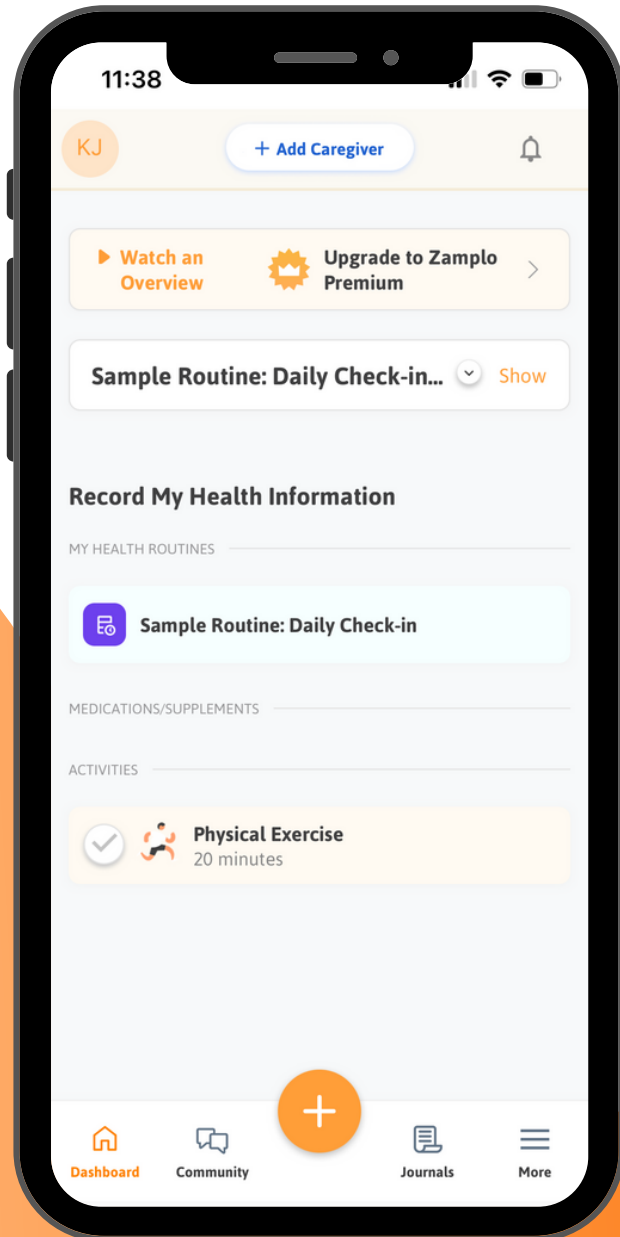 11:38
KJ
+ Add Caregiver
Watch an
Overview
Upgrade to Zamplo
Premium
Sample Routine: Daily Check-in...
Show
Record My Health Information
MY HEALTH ROUTINES
Sample Routine: Daily Check-in
MEDICATIONS/SUPPLEMENTS
ACTIVITIES
Physical Exercise
20 minutes
Dashboard
Community
Journals
More